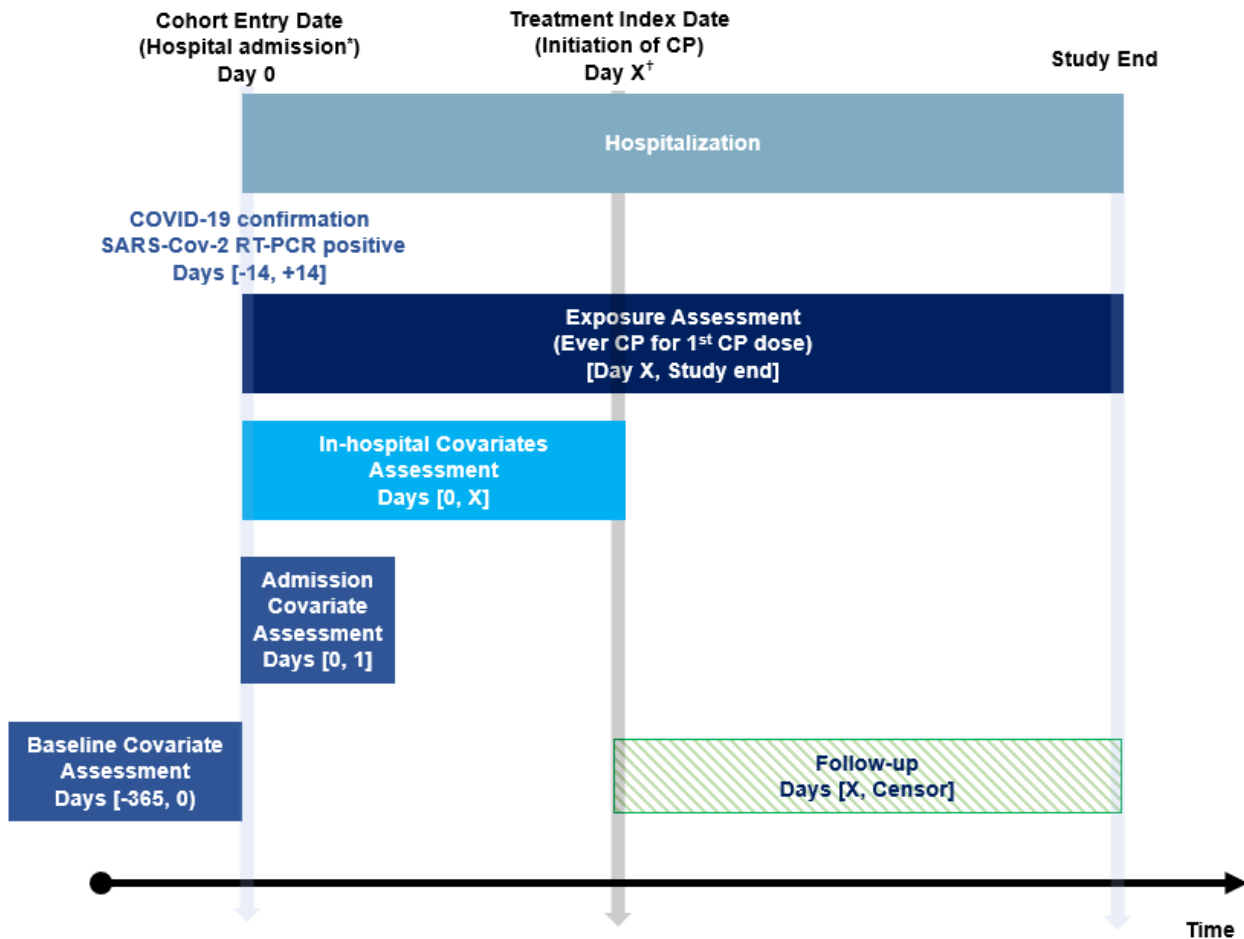 Cohort Entry Date
(Hospital admission*)
Day 0
Treatment Index Date
(Initiation of CP)
Day X†
Study End
Hospitalization
COVID-19 confirmation
SARS-Cov-2 RT-PCR positive
Days [-14, +14]
Exposure Assessment
(Ever CP for 1st CP dose)
[Day X, Study end]
In-hospital Covariates
Assessment
Days [0, X]
Admission
Covariate
Assessment
Days [0, 1]
Baseline Covariate
Assessment
Days [-365, 0)
Follow-up
Days [X, Censor]
Time